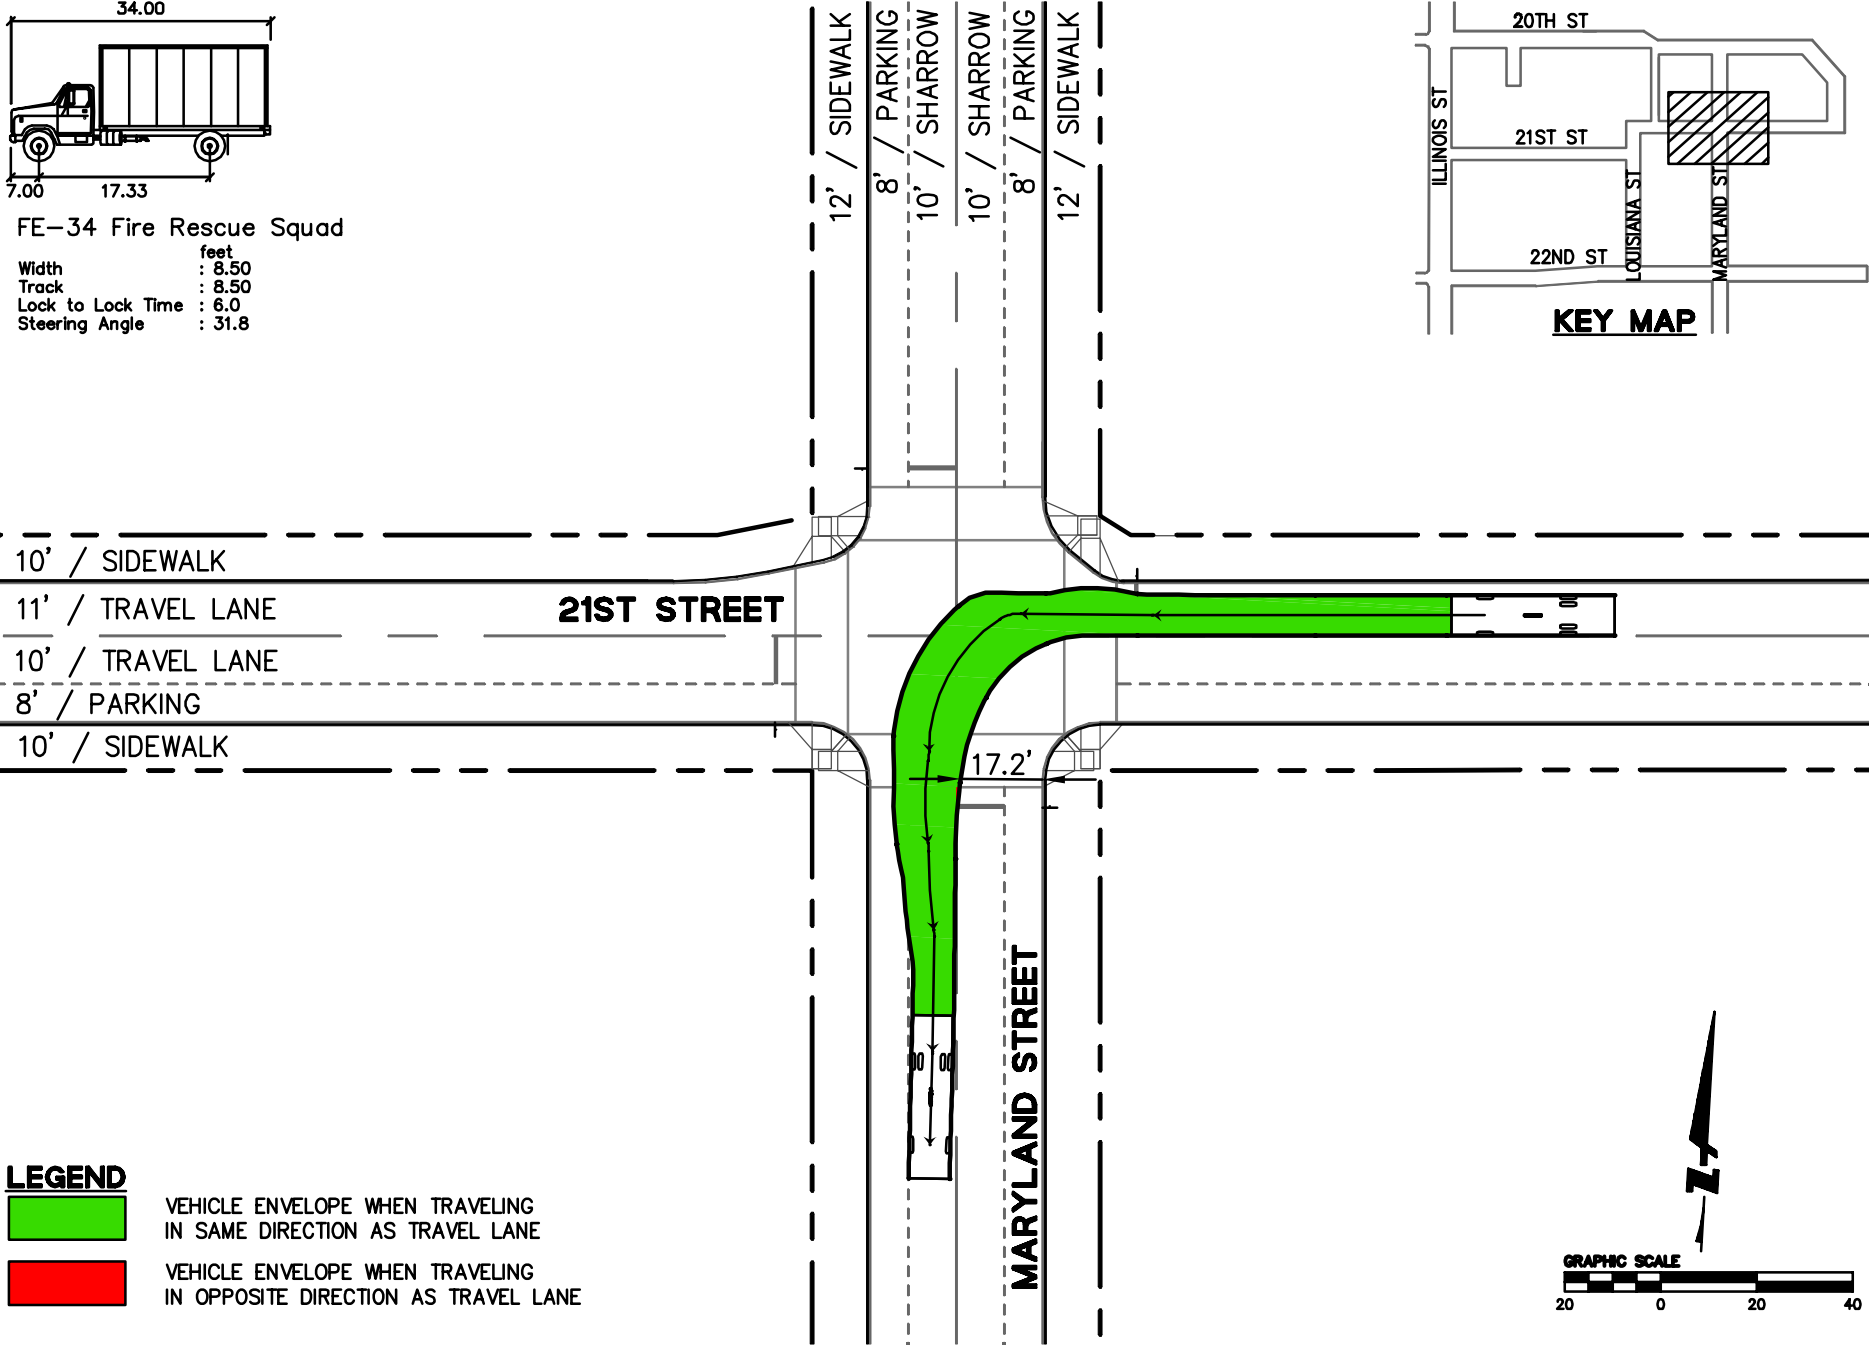 34.00
7.00
17.33
FE-34 Fire Rescue Squad
feet
Width : 8.50
Track : 8.50
Lock to Lock Time : 6.0
Steering Angle : 31.8
12' / SIDEWALK
8' / PARKING
10' / SHARROW
10' / SHARROW
8' / PARKING
12' / SIDEWALK
20TH ST
ILLINOIS ST
21ST ST
LOUISIANA ST
MARYLAND ST
22ND ST
KEY MAP
10' / SIDEWALK
11' / TRAVEL LANE
21ST STREET
10' / TRAVEL LANE
8' / PARKING
10' / SIDEWALK
17.2'
MARYLAND STREET
LEGEND
VEHICLE ENVELOPE WHEN TRAVELING
IN SAME DIRECTION AS TRAVEL LANE
VEHICLE ENVELOPE WHEN TRAVELING
IN OPPOSITE DIRECTION AS TRAVEL LANE
Z
GRAPHIC SCALE
20 0 20 40